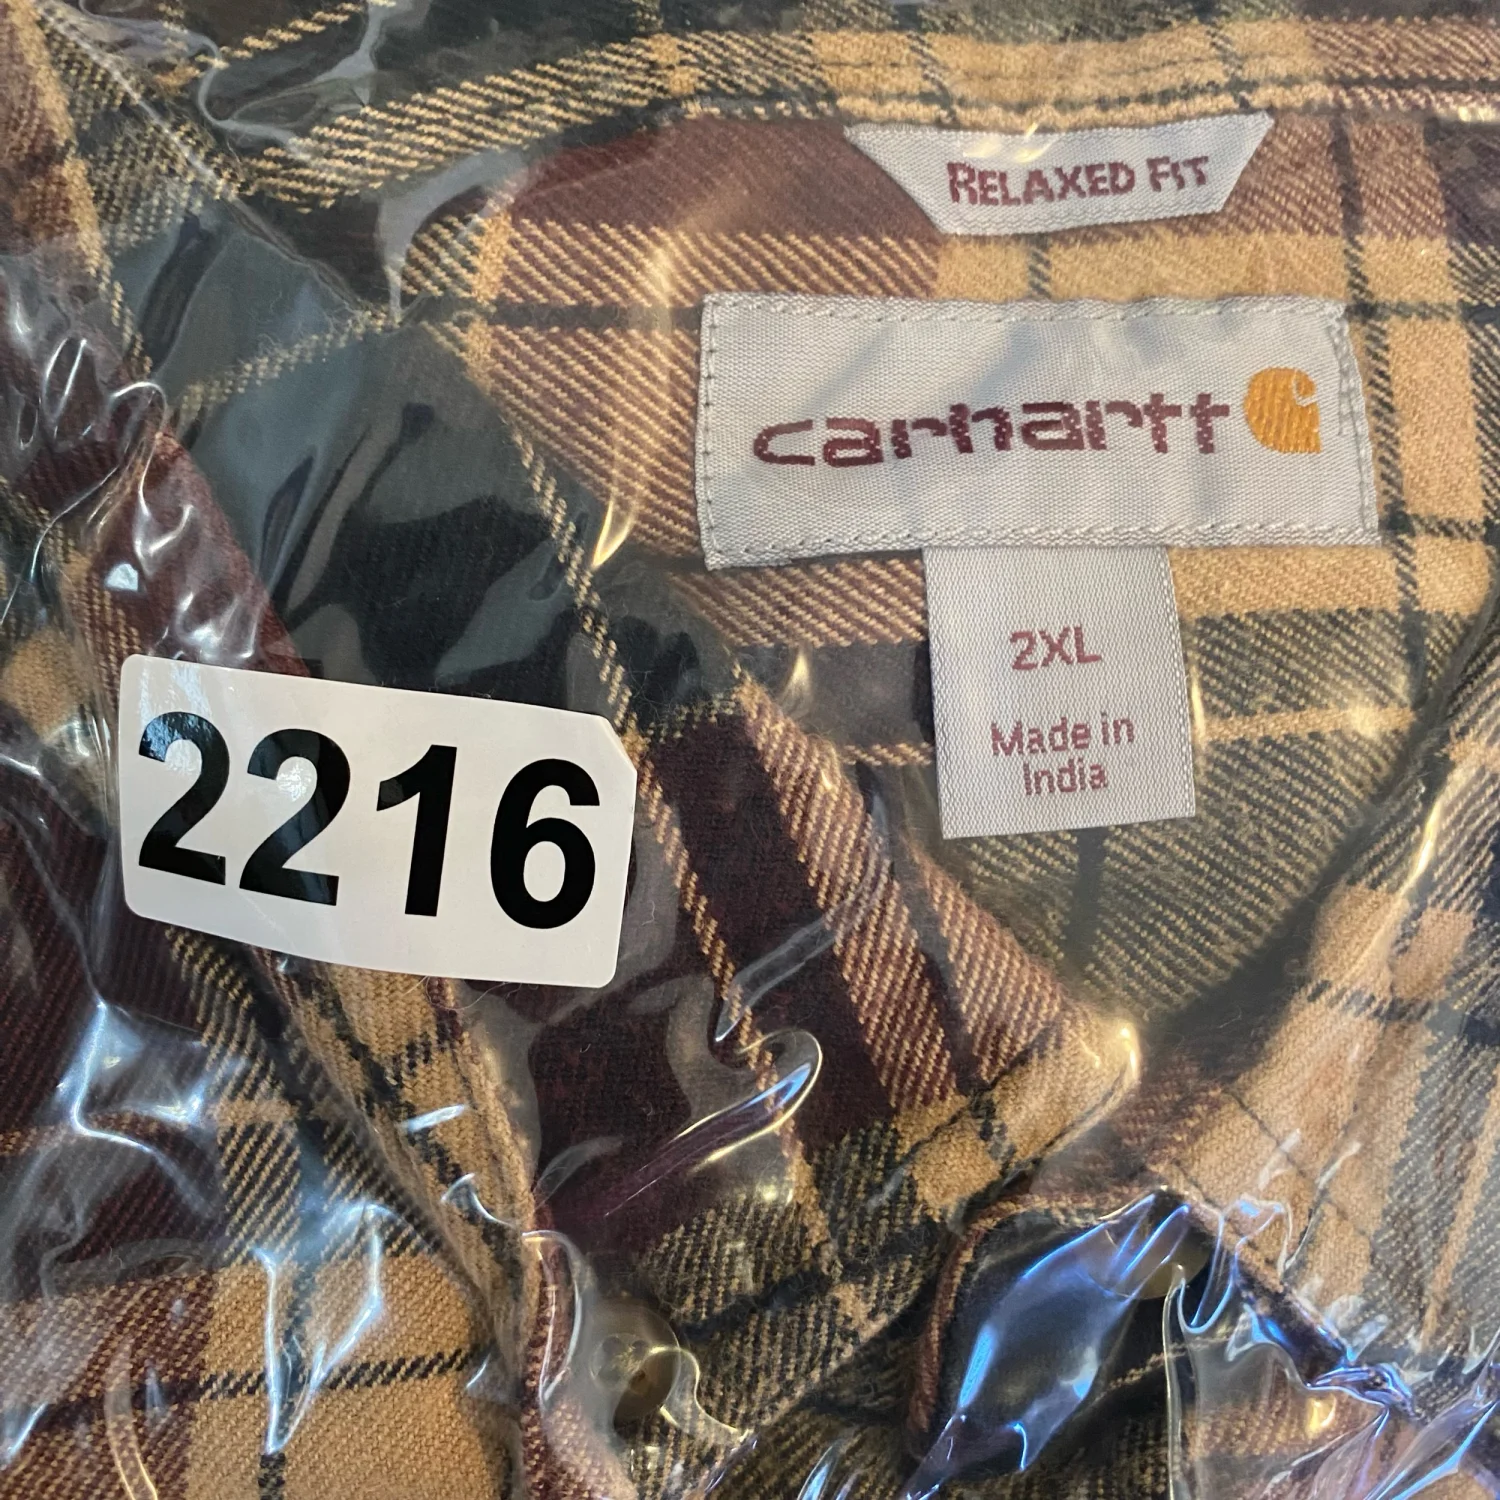 RELAXED FIT
carhartt
2XL
Made in
India
2216